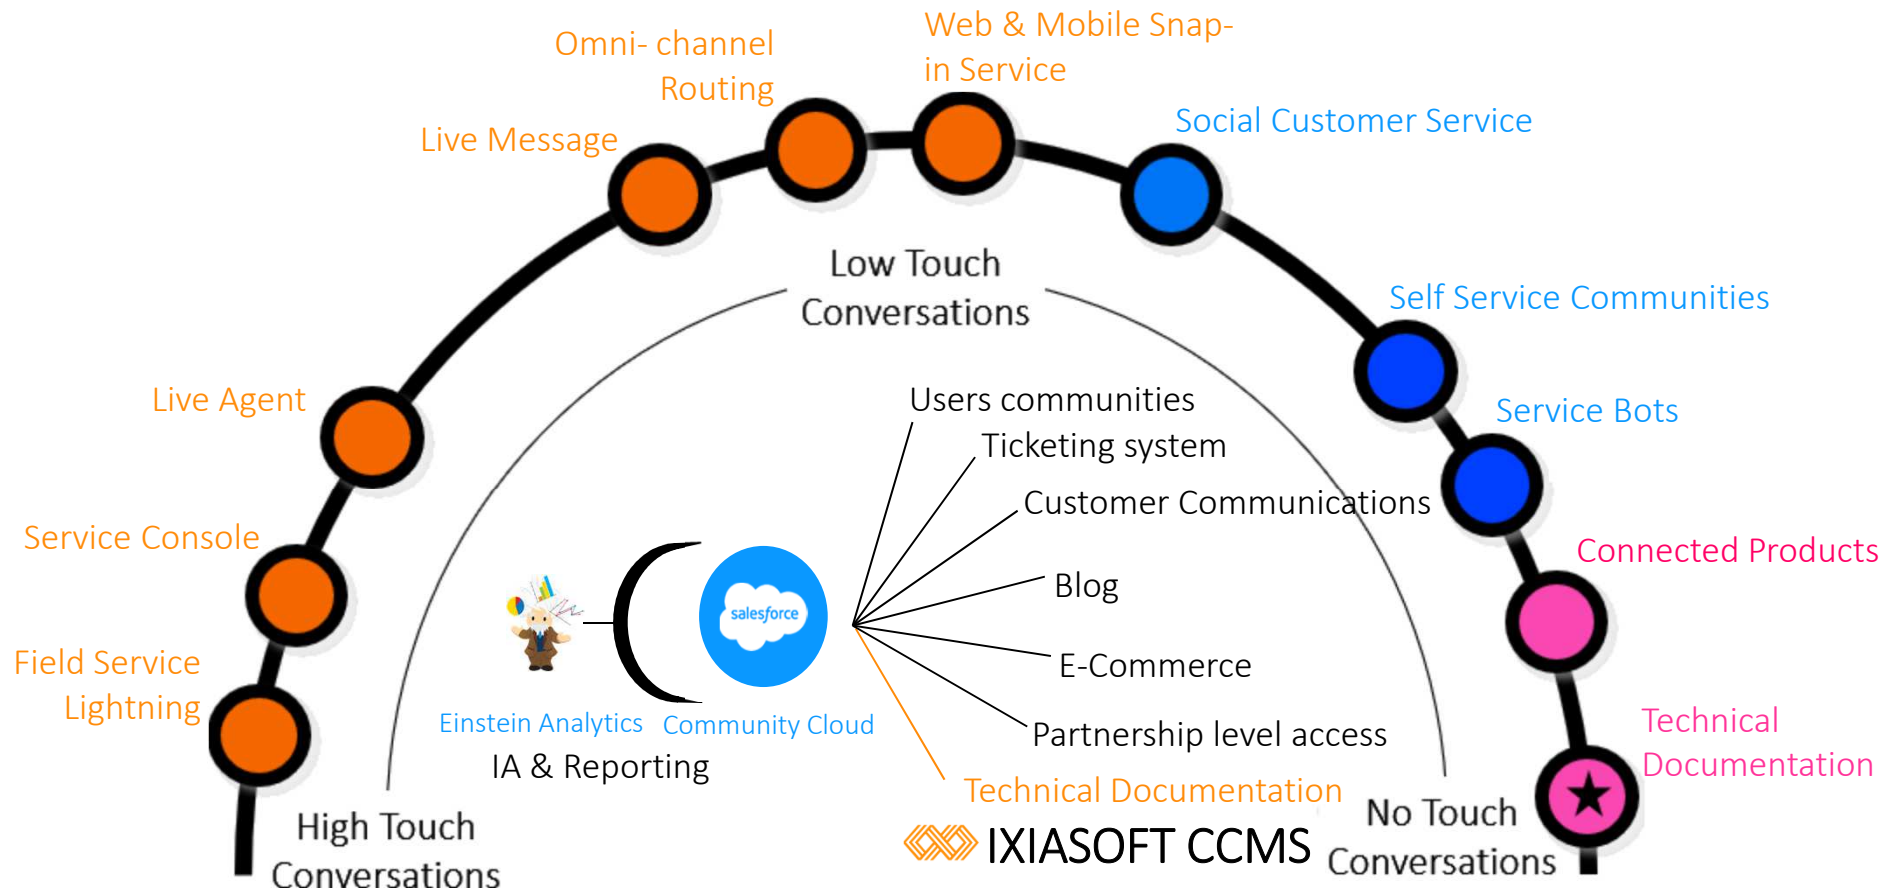 Web & Mobile Snap-
in Service
Omni- channel
Routing
Social Customer Service
Live Message
Low Touch
Conversations
Self Service Communities
Live Agent
Users communities
Service Bots
Ticketing system
Customer Communications
Service Console
Connected Products
Blog
salesforce
Field Service
Lightning
E-Commerce
Einstein Analytics
Community Cloud
Partnership level access
IA & Reporting
Technical
Documentation
Technical Documentation
High Touch
Conversations
IXIASOFT CCMS
No Touch
Conversations